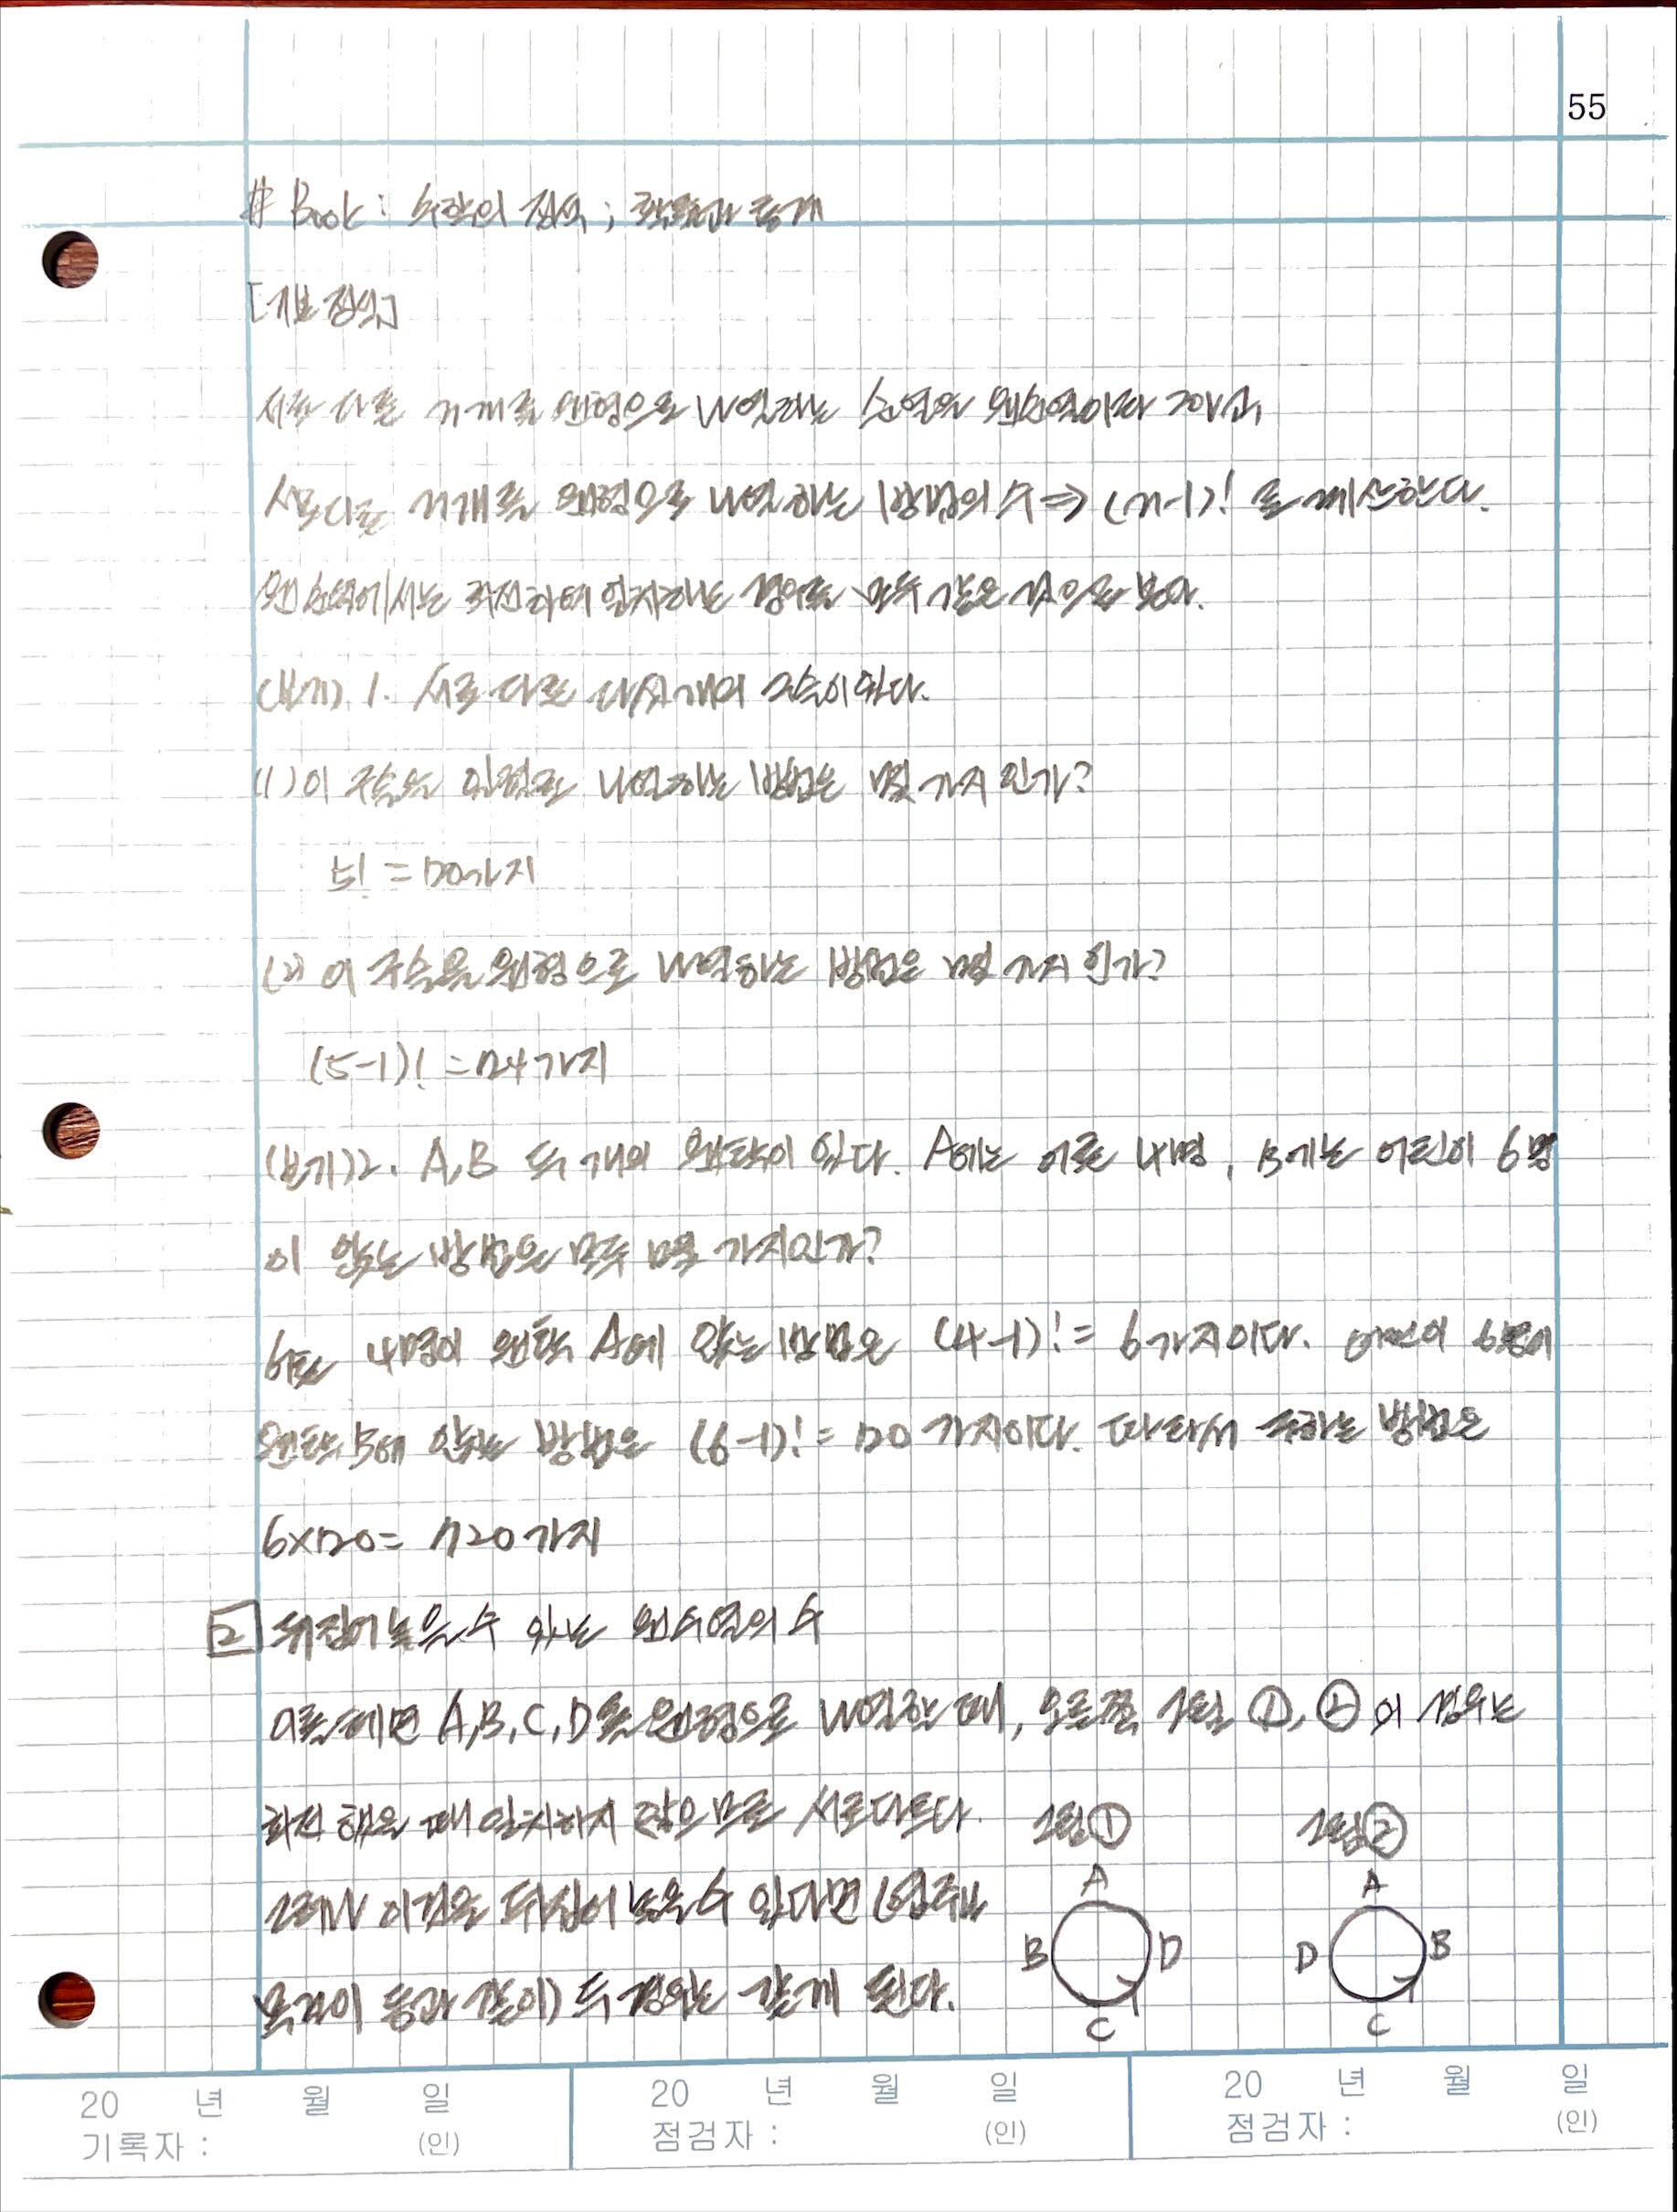 55
# Book : 수학의 정석 ; 확률과 통계
[기본정석]
서로 다른 n개를 원형으로 나열하는 순열을 원순열이라 하고,
서로 다른 n개를 원형으로 나열하는 방법의 수 ⇒ (n-1)! 로 계산한다.
원순열에서는 회전하여 일치하는 경우를 모두 같은 것으로 본다.
(보기) 1. 서로 다른 다섯 개의 구슬이 있다.
(1) 이 구슬을 일렬로 나열하는 방법은 몇 가지인가?
5! = 120가지
(2) 이 구슬을 원형으로 나열하는 방법은 몇 가지인가?
(5-1)! = 24가지
(보기)2. A, B 두 개의 원탁이 있다. A에는 어른 4명, B에는 어린이 6명
이 앉는 방법은 모두 몇 가지인가?
어른 4명이 원탁 A에 앉는 방법은 (4-1)! = 6가지이다. 어린이 6명이
원탁 B에 앉는 방법은 (6-1)! = 120 가지이다. 따라서 구하는 방법은
6×120 = 720가지
2 뒤집어 놓을 수 있는 원순열의 수
이를테면 A, B, C, D를 원형으로 나열할 때, 오른쪽 그림 ①, ②의 경우는
회전했을 때 일치하지 않으므로 서로 다르다. 그림① 그림②
그러나 이것을 뒤집어 놓을 수 있다면 (염주나
목걸이 등과 같이) 두 경우는 같게 된다.
A
B D
C
A
D B
C
20 년 월 일 20 년 월 일 20 년 월 일
기록자 : (인) 점검자 : (인) 점검자 : (인)